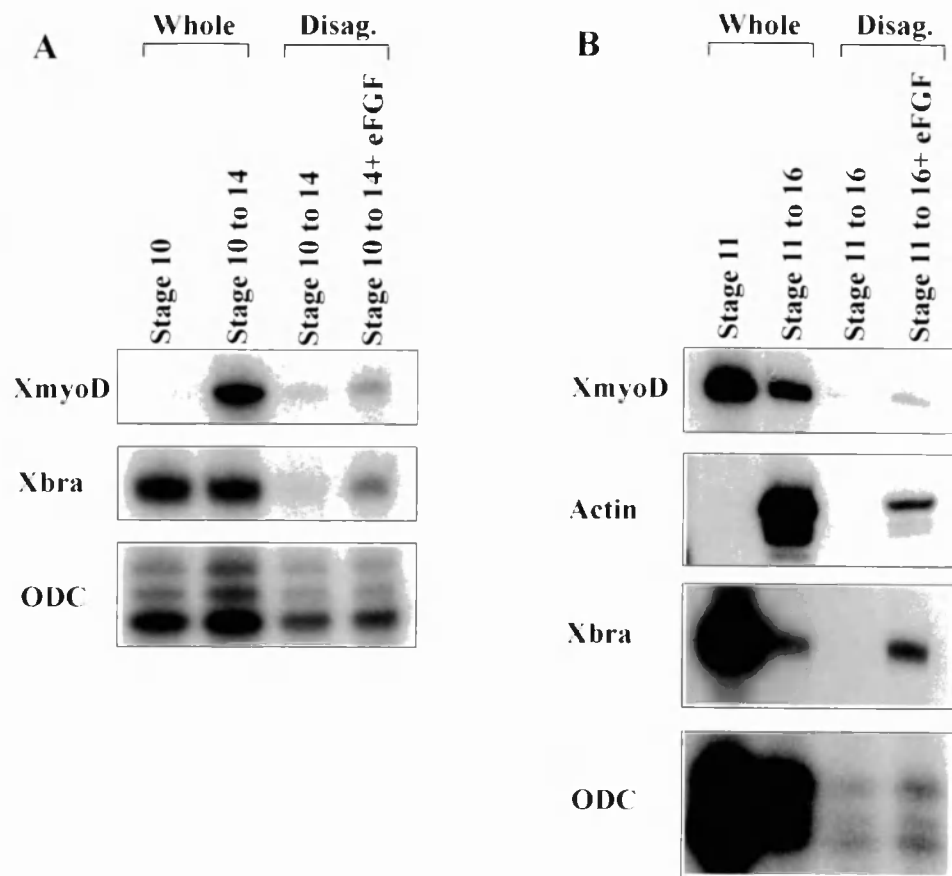 A
Whole
Disag.
Stage 10
Stage 10 to 14
Stage 10 to 14
Stage 10 to 14+ eFGF
XmyoD
Xbra
ODC
B
Whole
Disag.
Stage 11
Stage 11 to 16
Stage 11 to 16
Stage 11 to 16+ eFGF
XmyoD
Actin
Xbra
ODC